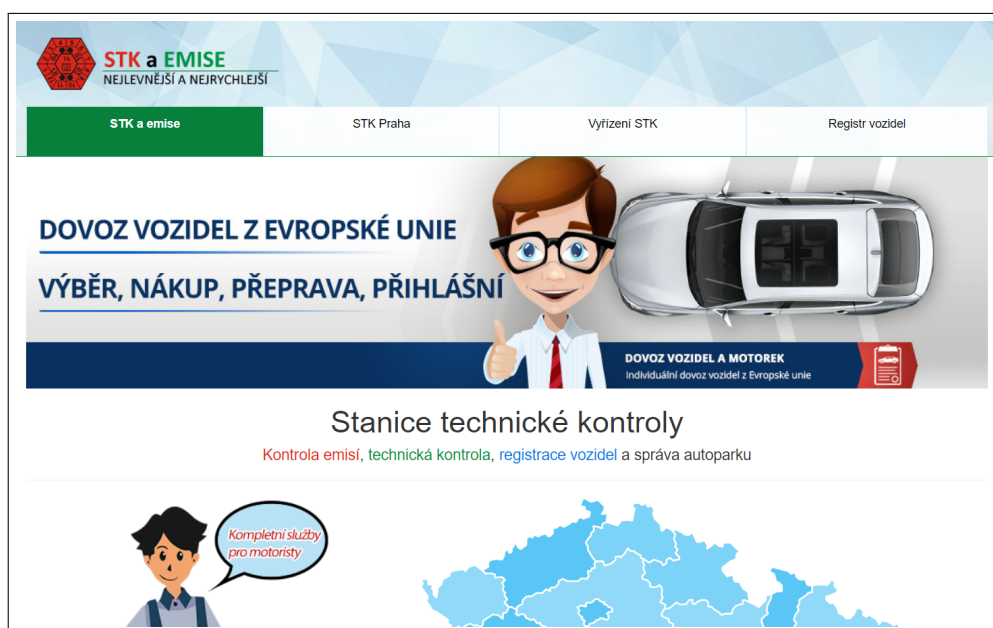 STK a EMISE
NEJLEVNĚJŠÍ A NEJRYCHLEJŠÍ
STK a emise
STK Praha
Vyřízení STK
Registr vozidel
DOVOZ VOZIDEL Z EVROPSKÉ UNIE
VÝBĚR, NÁKUP, PŘEPRAVA, PŘIHLÁŠNÍ
DOVOZ VOZIDEL A MOTOREK
Individuální dovoz vozidel z Evropské unie
Stanice technické kontroly
Kontrola emisí, technická kontrola, registrace vozidel a správa autoparku
Kompletní služby
pro motoristy